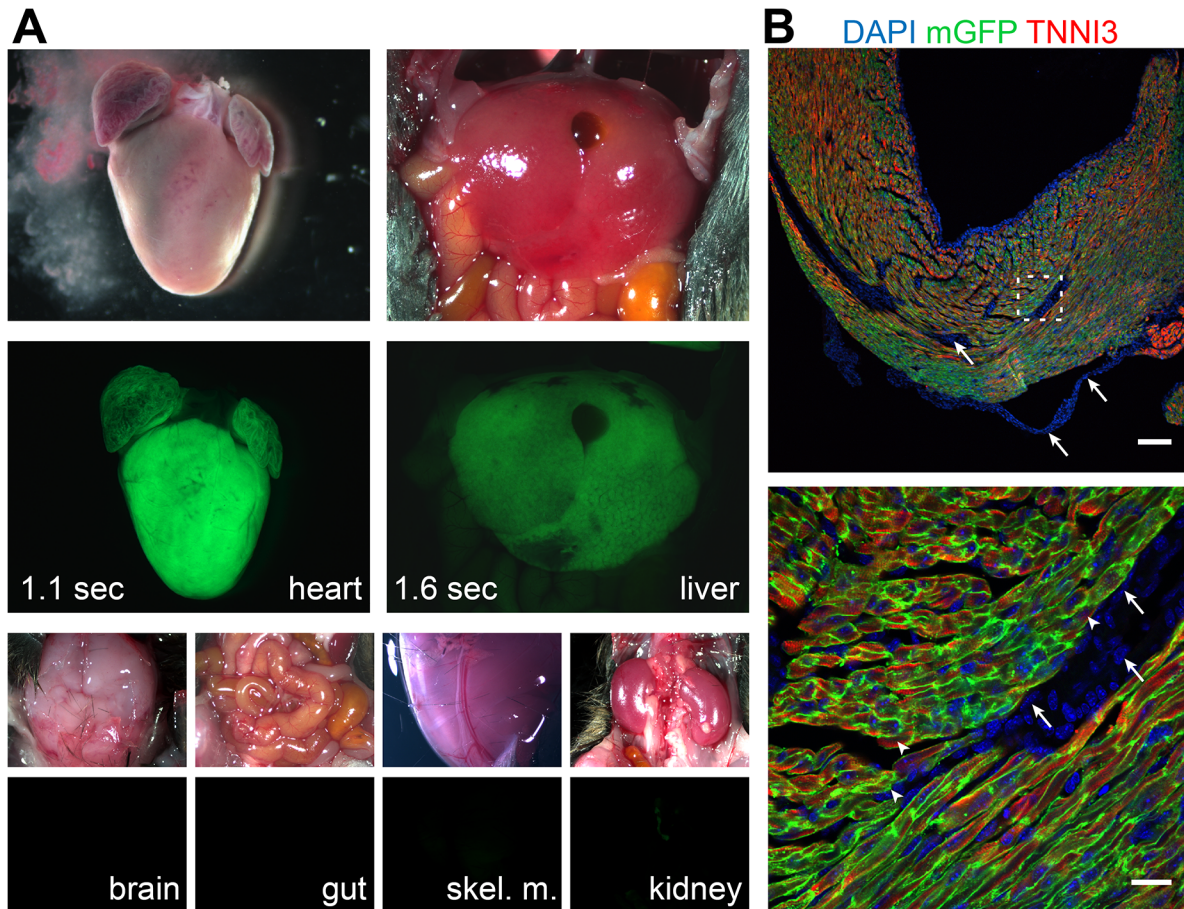 A
B
DAPI mGFP TNNI3
1.1 sec
heart
1.6 sec
liver
brain
gut
skel. m.
kidney